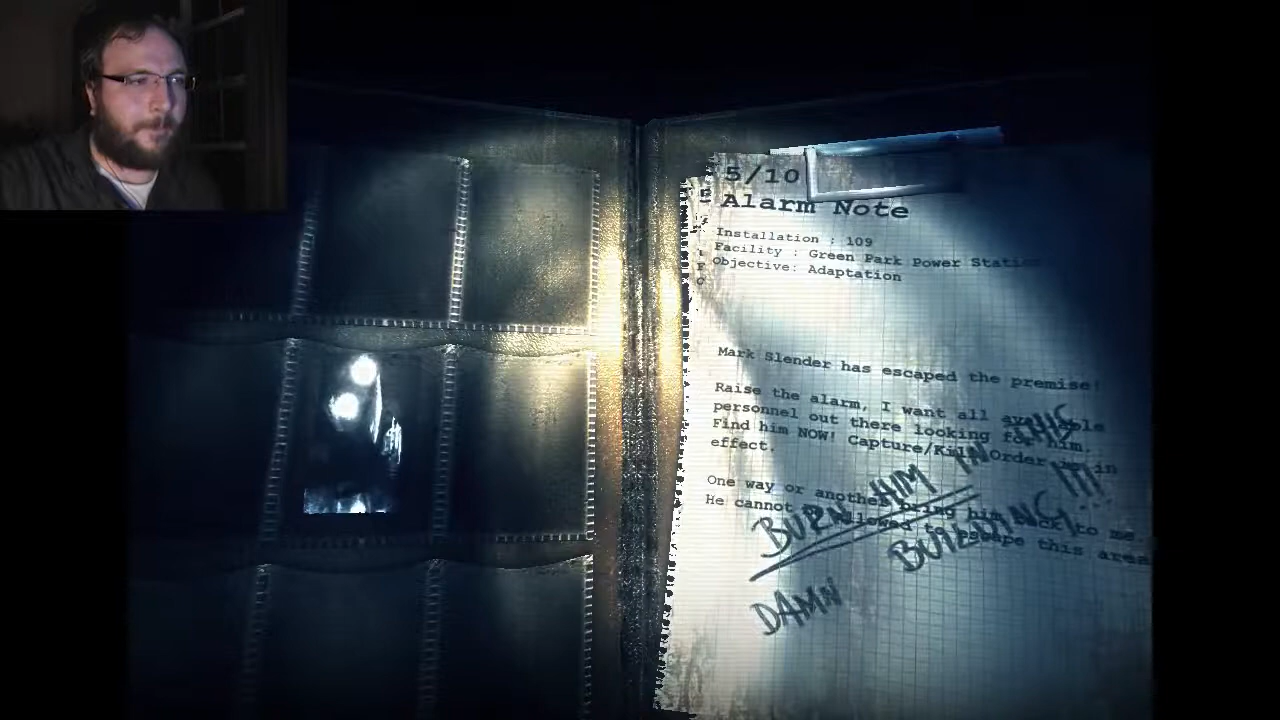 5/10
Alarm Note
Installation : 109
Facility : Green Park Power Station
Objective: Adaptation
Mark Slender has escaped the premise!
Raise the alarm, I want all available
personnel out there looking for him.
Find him NOW! Capture/Kill Order in
effect.
One way or another bring him back to me.
He cannot allowed to escape this area
BURN HIM IN THIS
DAMN BUILDING!!!